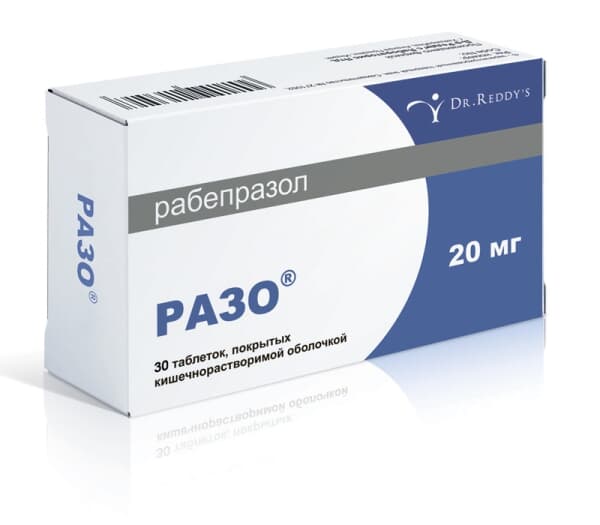 DR.REDDY'S
рабепразол
20 мг
РАЗО®
30 таблеток, покрытых
кишечнорастворимой оболочкой
РАЗО®